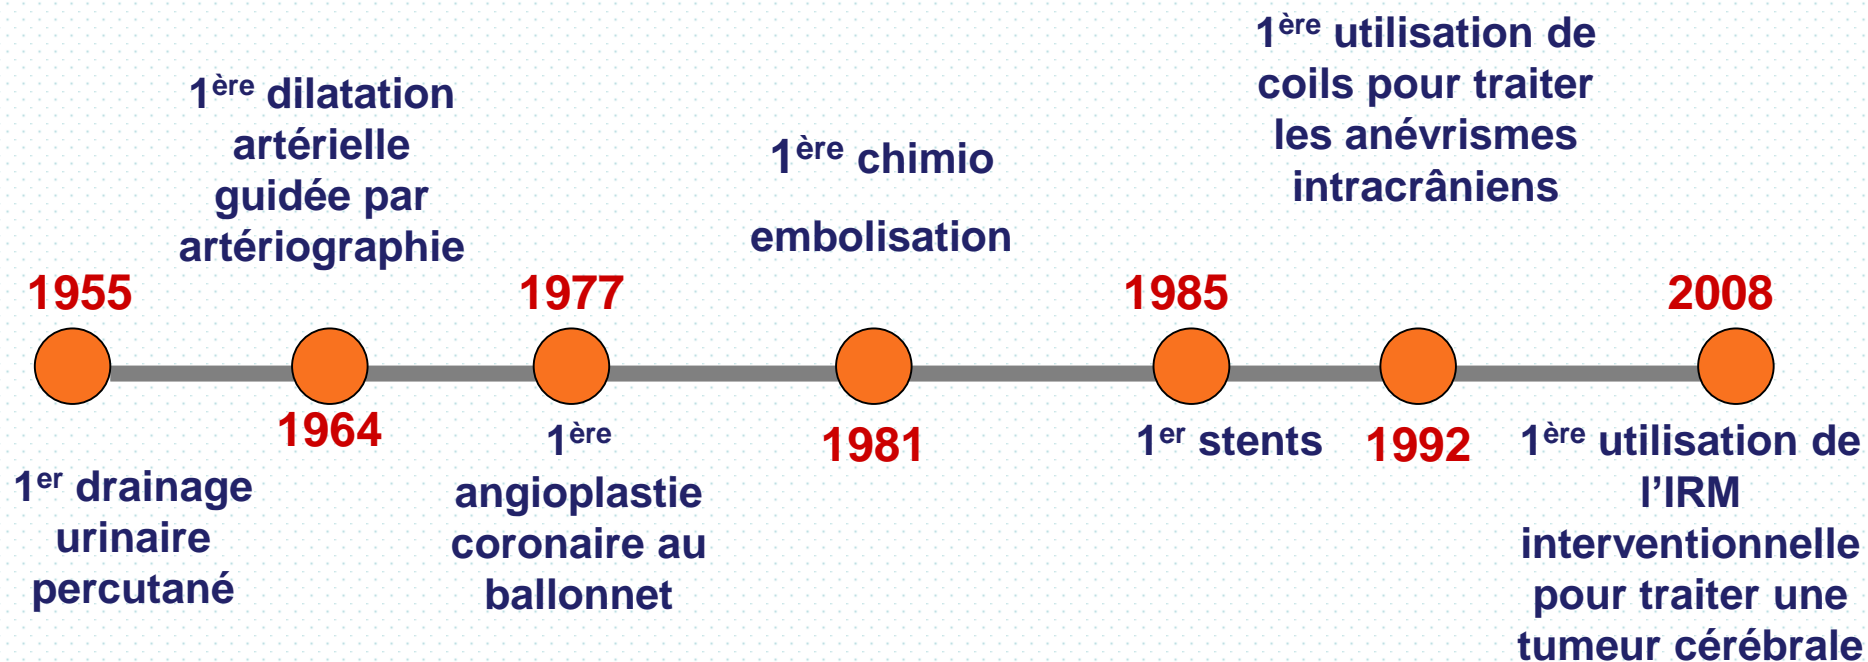 1955
1er drainage
urinaire
percutané
1ère dilatation
artérielle
guidée par
artériographie
1964
1977
1ère
angioplastie
coronaire au
ballonnet
1ère chimio
embolisation
1981
1985
1er stents
1ère utilisation de
coils pour traiter
les anévrismes
intracrâniens
1992
2008
1ère utilisation de
l’IRM
interventionnelle
pour traiter une
tumeur cérébrale